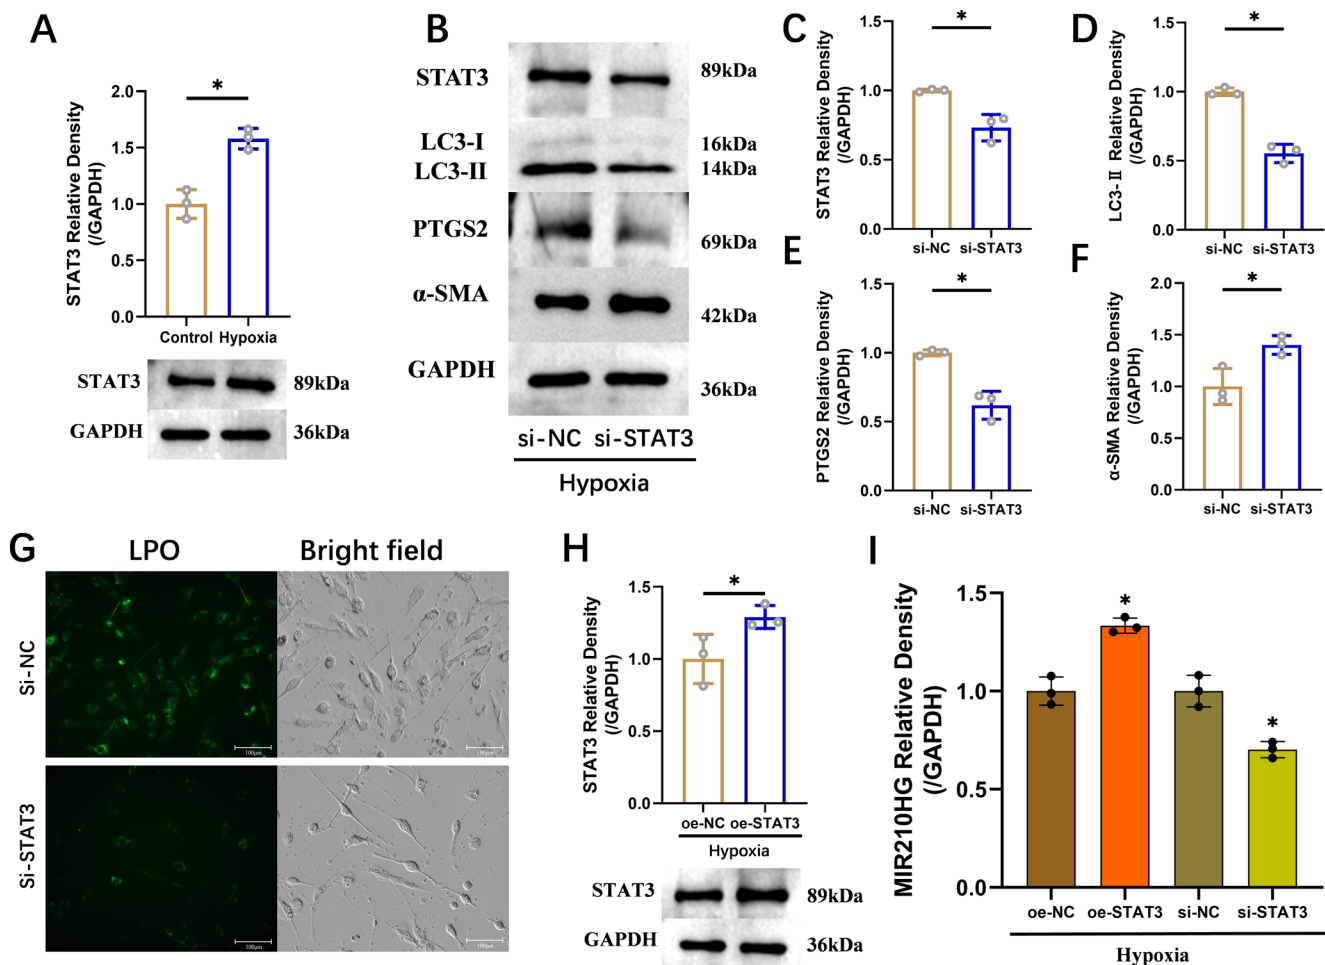 A
STAT3 Relative Density
(/GAPDH)
2.0
1.5
1.0
0.5
0.0
*
Control Hypoxia
STAT3 89kDa
GAPDH 36kDa
B
STAT3 89kDa
LC3-I 16kDa
LC3-II 14kDa
PTGS2 69kDa
α-SMA 42kDa
GAPDH 36kDa
si-NC si-STAT3
Hypoxia
C
STAT3 Relative Density
(/GAPDH)
1.5
1.0
0.5
0.0
*
si-NC si-STAT3
D
LC3-Ⅱ Relative Density
(/GAPDH)
1.5
1.0
0.5
0.0
*
si-NC si-STAT3
E
PTGS2 Relative Density
(/GAPDH)
1.5
1.0
0.5
0.0
*
si-NC si-STAT3
F
α-SMA Relative Density
(/GAPDH)
2.0
1.5
1.0
0.5
0.0
*
si-NC si-STAT3
G
LPO Bright field
Si-NC
100μm 100μm
Si-STAT3
100μm 100μm
H
STAT3 Relative Density
(/GAPDH)
1.5
1.0
0.5
0.0
*
oe-NC oe-STAT3
Hypoxia
STAT3 89kDa
GAPDH 36kDa
I
MIR210HG Relative Density
(/GAPDH)
1.5
1.0
0.5
0.0
*
*
oe-NC oe-STAT3 si-NC si-STAT3
Hypoxia